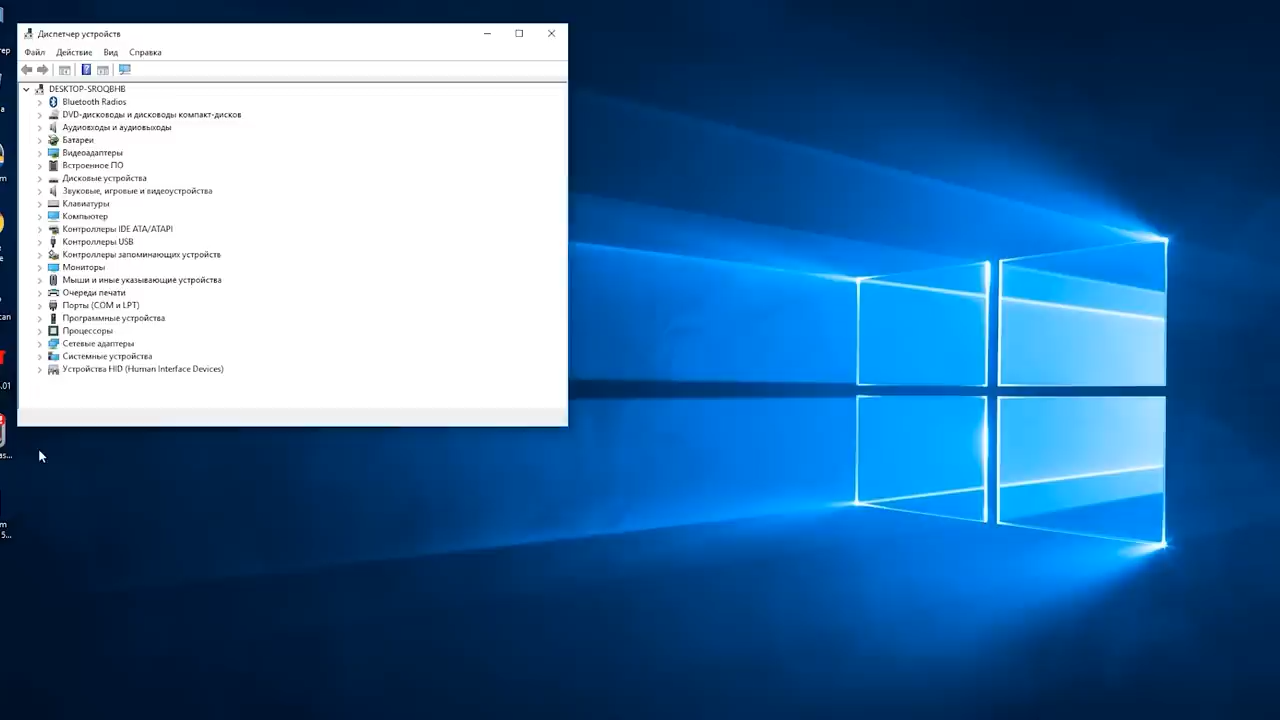 Диспетчер устройств
Файл Действие Вид Справка
DESKTOP-SROQBHB
Bluetooth Radios
DVD-дисководы и дисководы компакт-дисков
Аудиовходы и аудиовыходы
Батареи
Видеоадаптеры
Встроенное ПО
Дисковые устройства
Звуковые, игровые и видеоустройства
Клавиатуры
Компьютер
Контроллеры IDE ATA/ATAPI
Контроллеры USB
Контроллеры запоминающих устройств
Мониторы
Мыши и иные указывающие устройства
Очереди печати
Порты (COM и LPT)
Программные устройства
Процессоры
Сетевые адаптеры
Системные устройства
Устройства HID (Human Interface Devices)